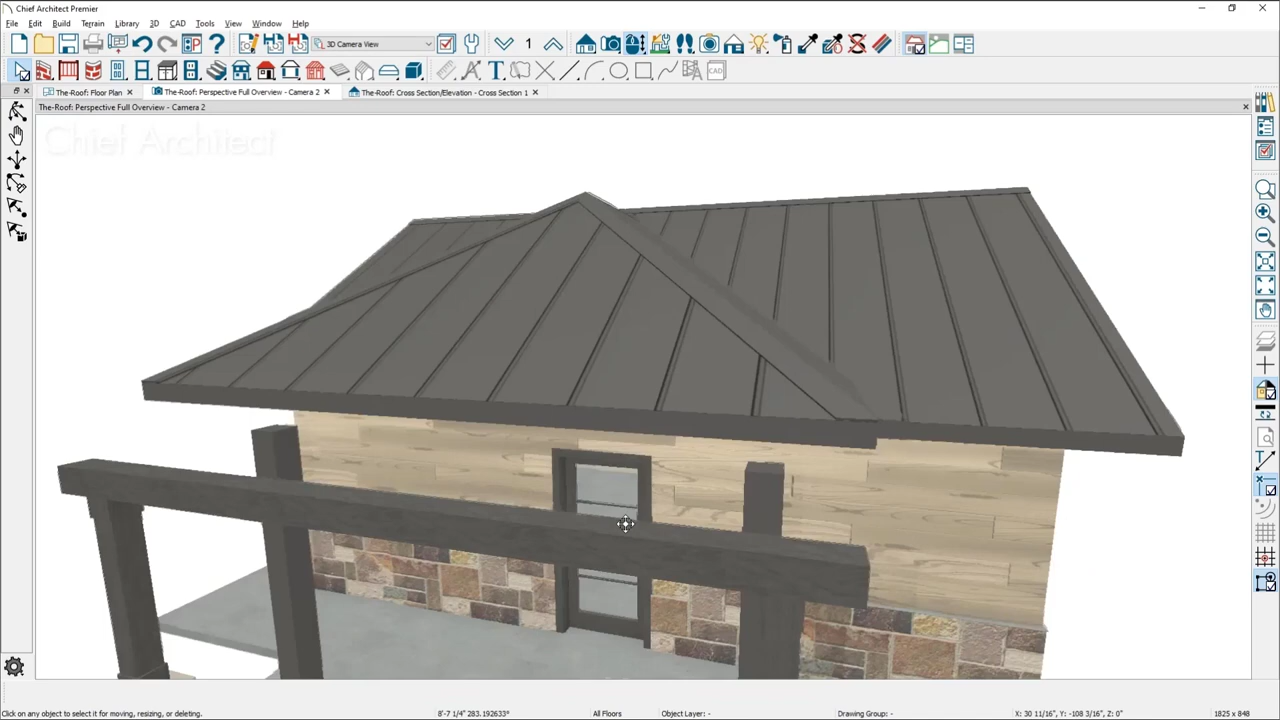 Chief Architect Premier
File Edit Build Terrain Library 3D CAD Tools View Window Help
3D Camera View
1
CAD
The-Roof: Floor Plan
The-Roof: Perspective Full Overview - Camera 2
The-Roof: Cross Section/Elevation - Cross Section 1
The-Roof: Perspective Full Overview - Camera 2
Chief Architect
Click on any object to select it for moving, resizing, or deleting. 8'-7 1/4" 283.192633° All Floors Object Layer: - Drawing Group: - X: 30 11/16", Y: -108 3/16", Z: 0" 1825 x 848